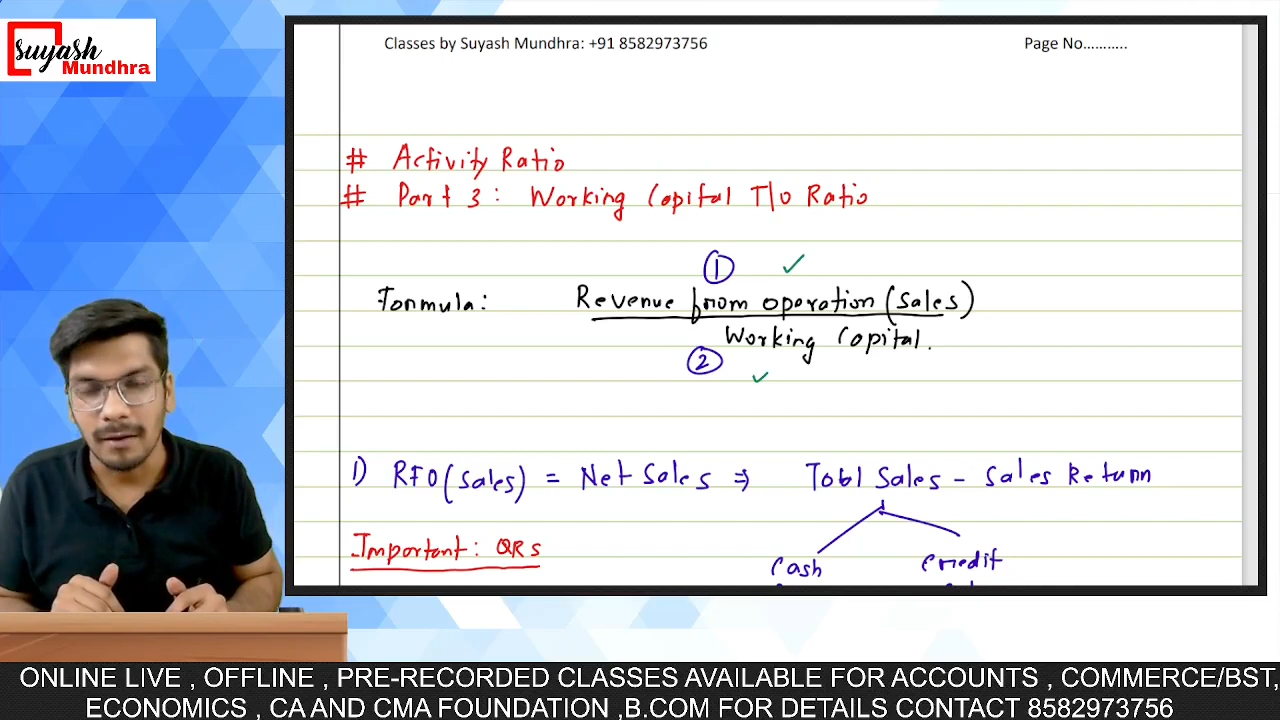 suyash
Mundhra
Classes by Suyash Mundhra: +91 8582973756 Page No...........
# Activity Ratio
# Part 3: Working Capital T/o Ratio
① ✓
Formula: Revenue from operation (Sales)
Working Capital.
② ✓
1) RFO (Sales) = Net Sales ⇒ Total Sales - Sales Return
Important: QRs
Cash Credit
ONLINE LIVE , OFFLINE , PRE-RECORDED CLASSES AVAILABLE FOR ACCOUNTS , COMMERCE/BST,
ECONOMICS , CA AND CMA FOUNDATION ,B.COM FOR DETAILS CONTACT 8582973756